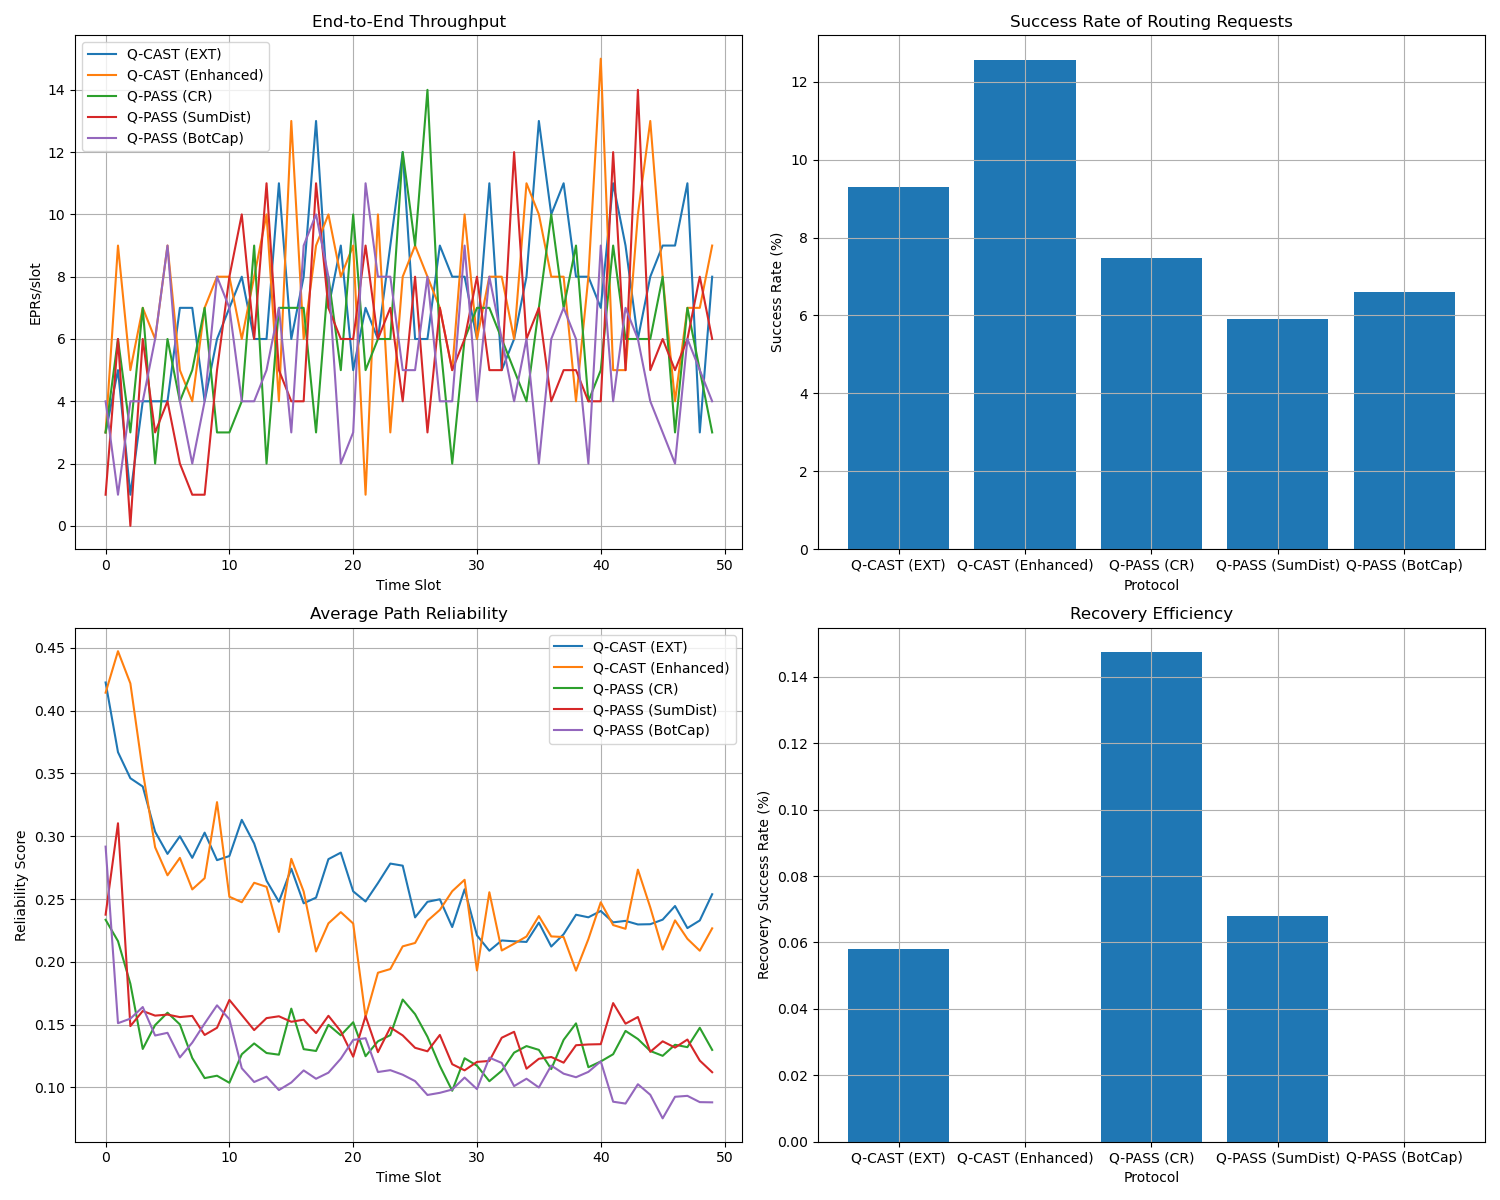 End-to-End Throughput
Q-CAST (EXT)
Q-CAST (Enhanced)
Q-PASS (CR)
Q-PASS (SumDist)
Q-PASS (BotCap)
EPRs/slot
14
12
10
8
6
4
2
0
0 10 20 30 40 50
Time Slot
Success Rate of Routing Requests
Success Rate (%)
12
10
8
6
4
2
0
Q-CAST (EXT) Q-CAST (Enhanced) Q-PASS (CR) Q-PASS (SumDist) Q-PASS (BotCap)
Protocol
Average Path Reliability
Q-CAST (EXT)
Q-CAST (Enhanced)
Q-PASS (CR)
Q-PASS (SumDist)
Q-PASS (BotCap)
Reliability Score
0.45
0.40
0.35
0.30
0.25
0.20
0.15
0.10
0 10 20 30 40 50
Time Slot
Recovery Efficiency
Recovery Success Rate (%)
0.14
0.12
0.10
0.08
0.06
0.04
0.02
0.00
Q-CAST (EXT) Q-CAST (Enhanced) Q-PASS (CR) Q-PASS (SumDist) Q-PASS (BotCap)
Protocol